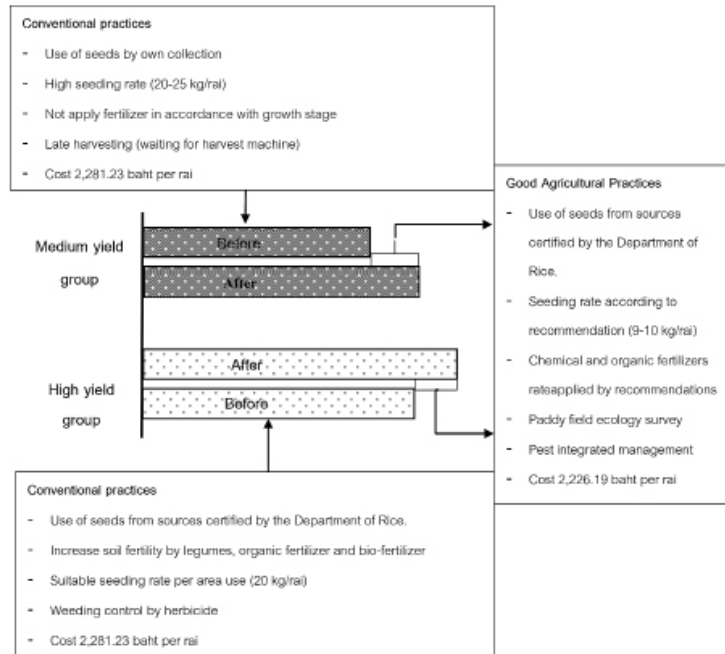 Conventional practices
- Use of seeds by own collection
- High seeding rate (20-25 kg/rai)
- Not apply fertilizer in accordance with growth stage
- Late harvesting (waiting for harvest machine)
- Cost 2,281.23 baht per rai
Medium yield
group
Before
After
High yield
group
After
Before
Good Agricultural Practices
- Use of seeds from sources
certified by the Department of
Rice.
- Seeding rate according to
recommendation (9-10 kg/rai)
- Chemical and organic fertilizers
rateapplied by recommendations
- Paddy field ecology survey
- Pest integrated management
- Cost 2,226.19 baht per rai
Conventional practices
- Use of seeds from sources certified by the Department of Rice.
- Increase soil fertility by legumes, organic fertilizer and bio-fertilizer
- Suitable seeding rate per area use (20 kg/rai)
- Weeding control by herbicide
- Cost 2,281.23 baht per rai